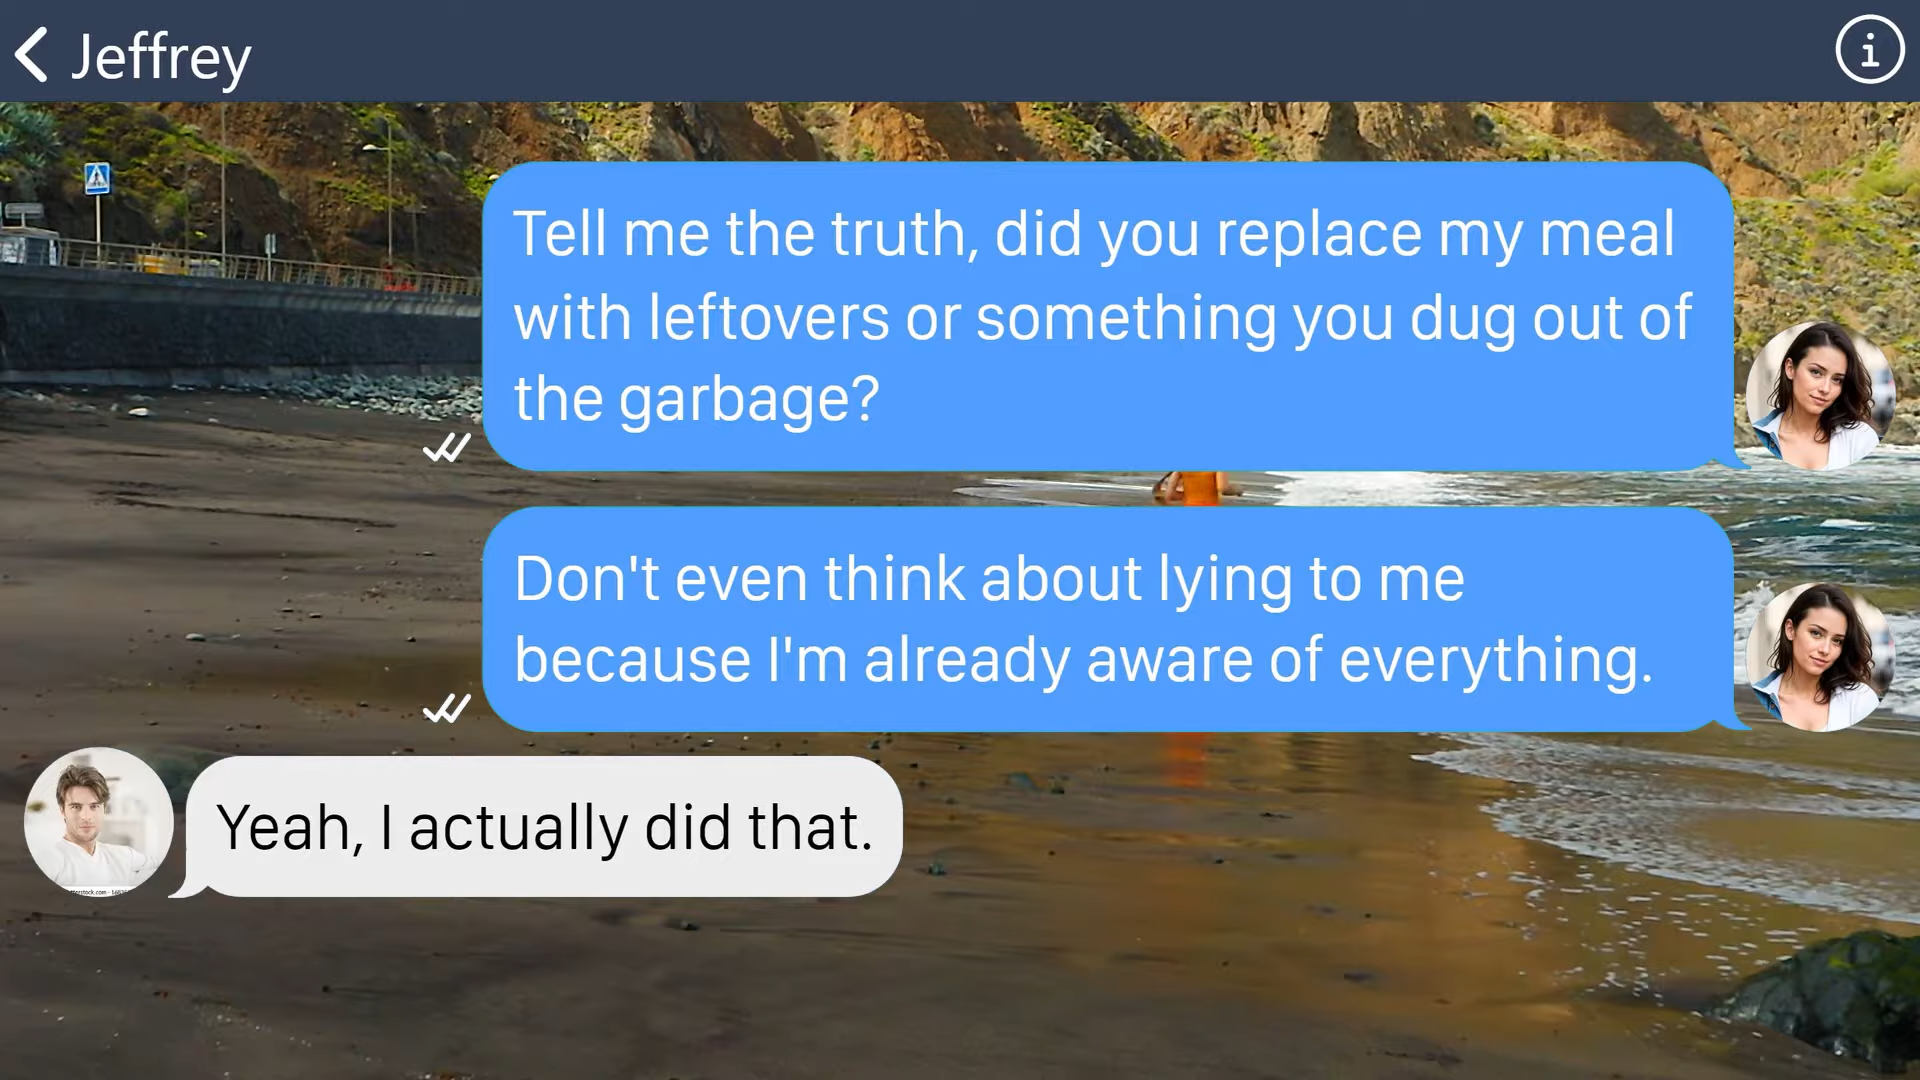 Jeffrey
Tell me the truth, did you replace my meal
with leftovers or something you dug out of
the garbage?
Don't even think about lying to me
because I'm already aware of everything.
Yeah, I actually did that.